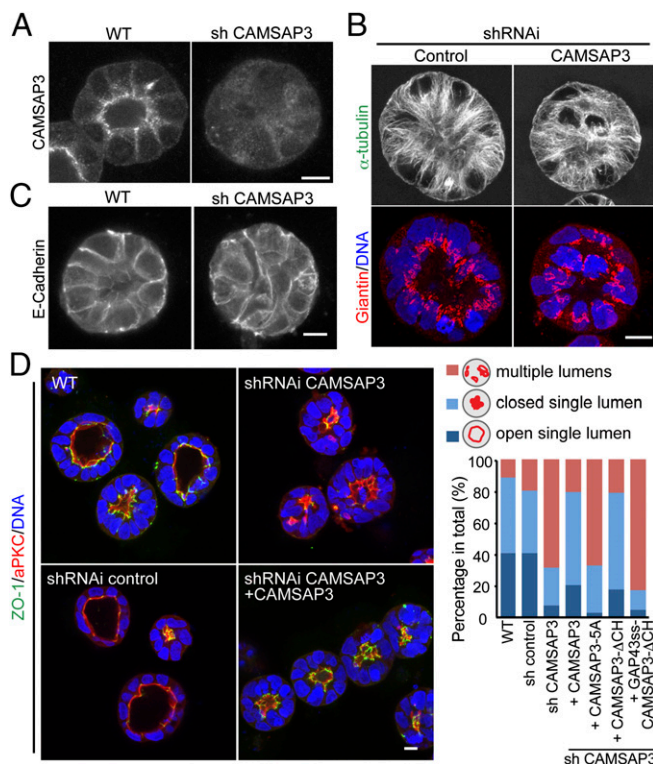 A
WT
sh CAMSAP3
CAMSAP3
B
shRNAi
Control
CAMSAP3
α-tubulin
Giantin/DNA
C
WT
sh CAMSAP3
E-Cadherin
D
WT
shRNAi CAMSAP3
shRNAi control
shRNAi CAMSAP3
+CAMSAP3
ZO-1/aPKC/DNA
multiple lumens
closed single lumen
open single lumen
Percentage in total (%)
100
80
60
40
20
0
WT
sh control
sh CAMSAP3
+ CAMSAP3
+ CAMSAP3-5A
+ CAMSAP3-ΔCH
+ GAP43ss-
CAMSAP3-ΔCH
sh CAMSAP3